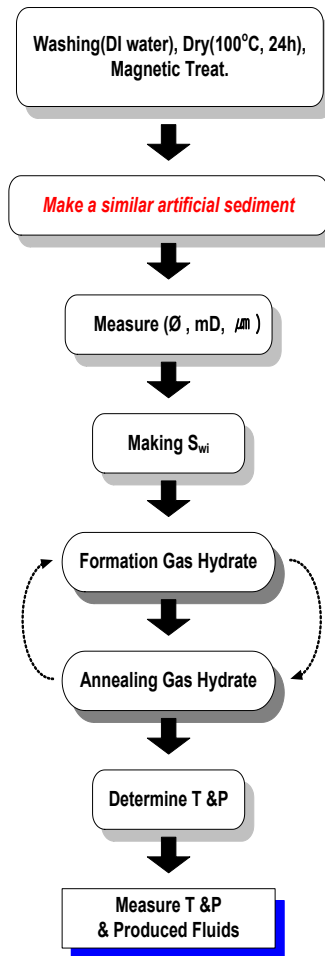 Washing(DI water), Dry(100°C, 24h),
Magnetic Treat.
Make a similar artificial sediment
Measure (Ø , mD, ㎛ )
Making Swi
Formation Gas Hydrate
Annealing Gas Hydrate
Determine T &P
Measure T &P
& Produced Fluids